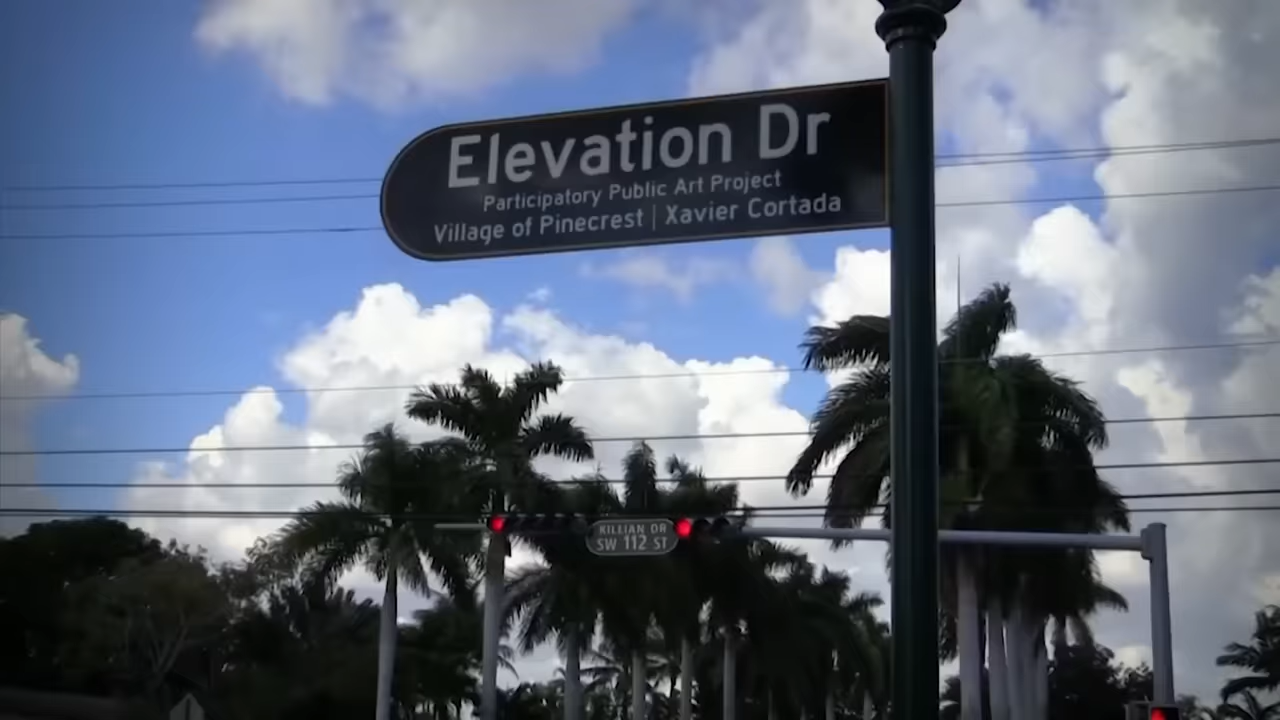 Elevation Dr
Participatory Public Art Project
Village of Pinecrest | Xavier Cortada
KILLIAN DR
SW 112 ST